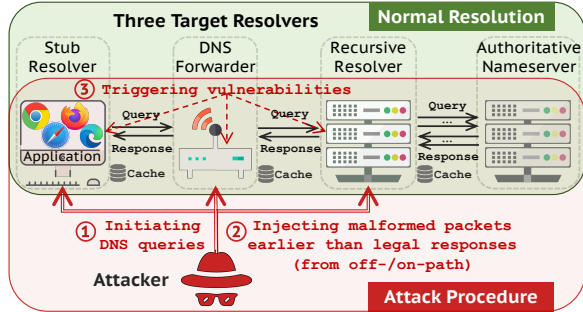 Three Target Resolvers
Normal Resolution
Stub
Resolver
DNS
Forwarder
Recursive
Resolver
Authoritative
Nameserver
③ Triggering vulnerabilities
Query
Query
Query
...
...
Application
Response
Response
Response
Cache
Cache
Cache
① Initiating
DNS queries
② Injecting malformed packets
earlier than legal responses
(from off-/on-path)
Attacker
Attack Procedure